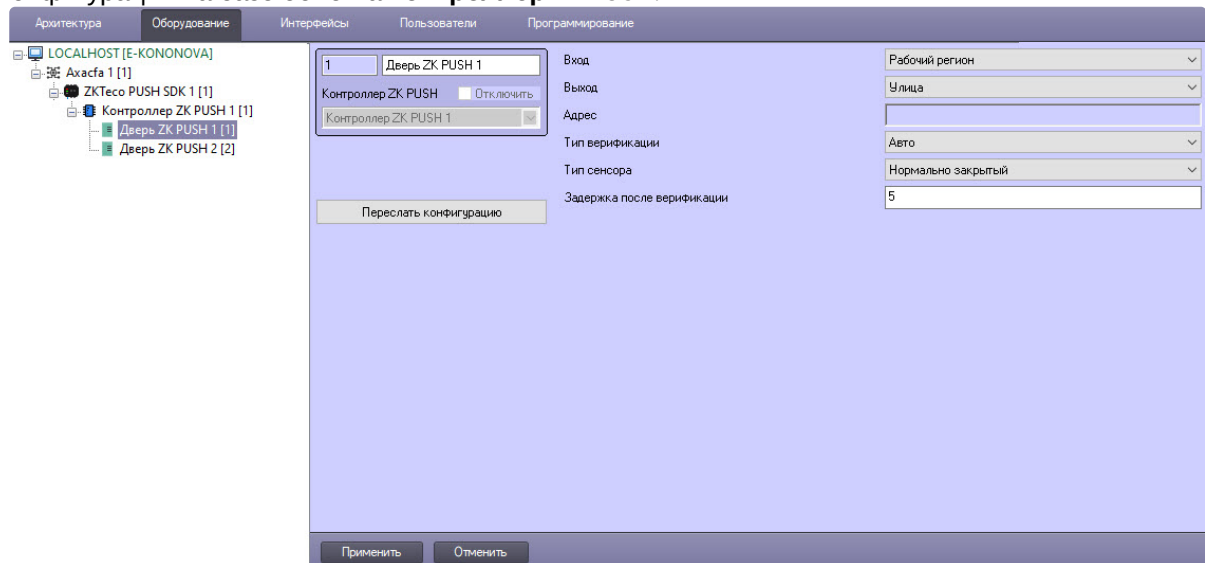 Архитектура Оборудование Интерфейсы Пользователи Программирование
LOCALHOST [E-KONONOVA]
Axacfa 1 [1]
ZKTeco PUSH SDK 1 [1]
Контроллер ZK PUSH 1 [1]
Дверь ZK PUSH 1 [1]
Дверь ZK PUSH 2 [2]
1 Дверь ZK PUSH 1
Контроллер ZK PUSH Отключить
Контроллер ZK PUSH 1
Переслать конфигурацию
Вход Рабочий регион
Выход Улица
Адрес
Тип верификации Авто
Тип сенсора Нормально закрытый
Задержка после верификации 5
Применить Отменить